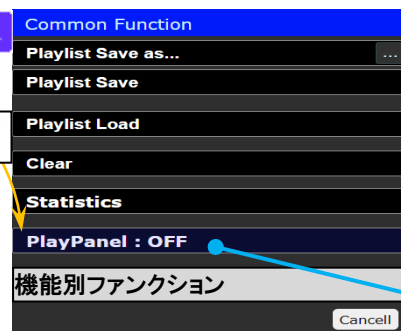 Common Function
Playlist Save as...
...
Playlist Save
Playlist Load
Clear
Statistics
PlayPanel : OFF
機能別ファンクション
Cancell